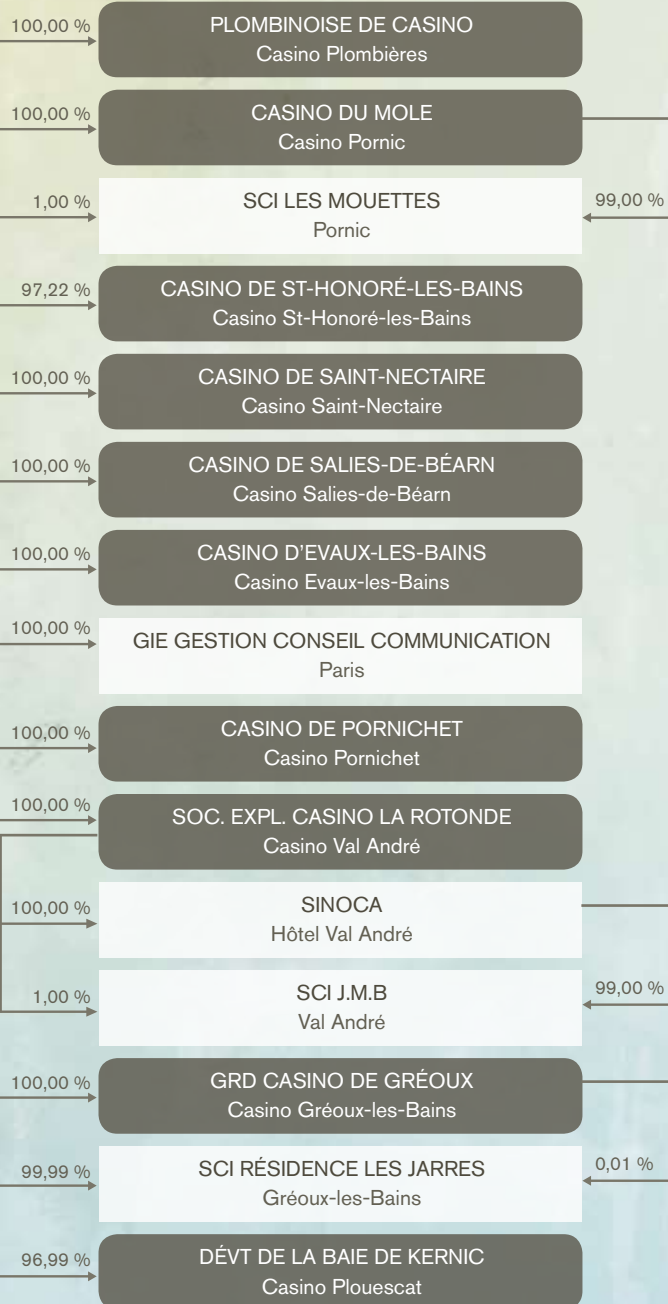 100,00 %
PLOMBINOISE DE CASINO
Casino Plombières
100,00 %
CASINO DU MOLE
Casino Pornic
1,00 %
SCI LES MOUETTES
99,00 %
Pornic
97,22 %
CASINO DE ST-HONORÉ-LES-BAINS
Casino St-Honoré-les-Bains
100,00 %
CASINO DE SAINT-NECTAIRE
Casino Saint-Nectaire
100,00 %
CASINO DE SALIES-DE-BÉARN
Casino Salies-de-Béarn
100,00 %
CASINO D'EVAUX-LES-BAINS
Casino Evaux-les-Bains
100,00 %
GIE GESTION CONSEIL COMMUNICATION
Paris
100,00 %
CASINO DE PORNICHET
Casino Pornichet
100,00 %
SOC. EXPL. CASINO LA ROTONDE
Casino Val André
100,00 %
SINOCA
Hôtel Val André
1,00 %
SCI J.M.B
99,00 %
Val André
100,00 %
GRD CASINO DE GRÉOUX
Casino Gréoux-les-Bains
99,99 %
SCI RÉSIDENCE LES JARRES
0,01 %
Gréoux-les-Bains
96,99 %
DÉVT DE LA BAIE DE KERNIC
Casino Plouescat